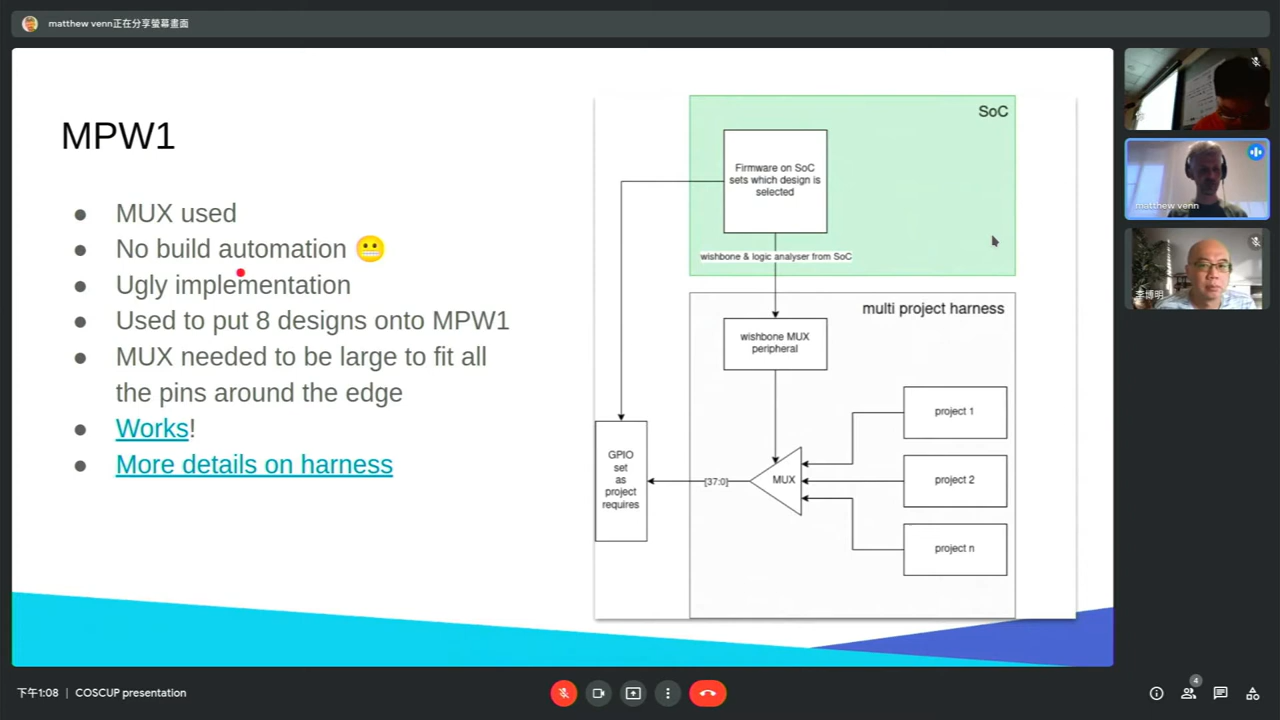 matthew venn正在分享螢幕畫面
MPW1
● MUX used
● No build automation 😬
● Ugly implementation
● Used to put 8 designs onto MPW1
● MUX needed to be large to fit all
the pins around the edge
● Works!
● More details on harness
SoC
Firmware on SoC
sets which design is
selected
wishbone & logic analyser from SoC
multi project harness
wishbone MUX
peripheral
project 1
GPIO
set
as
project
requires
[37:0]
MUX
project 2
project n
matthew venn
李博明
下午1:08 | COSCUP presentation
4